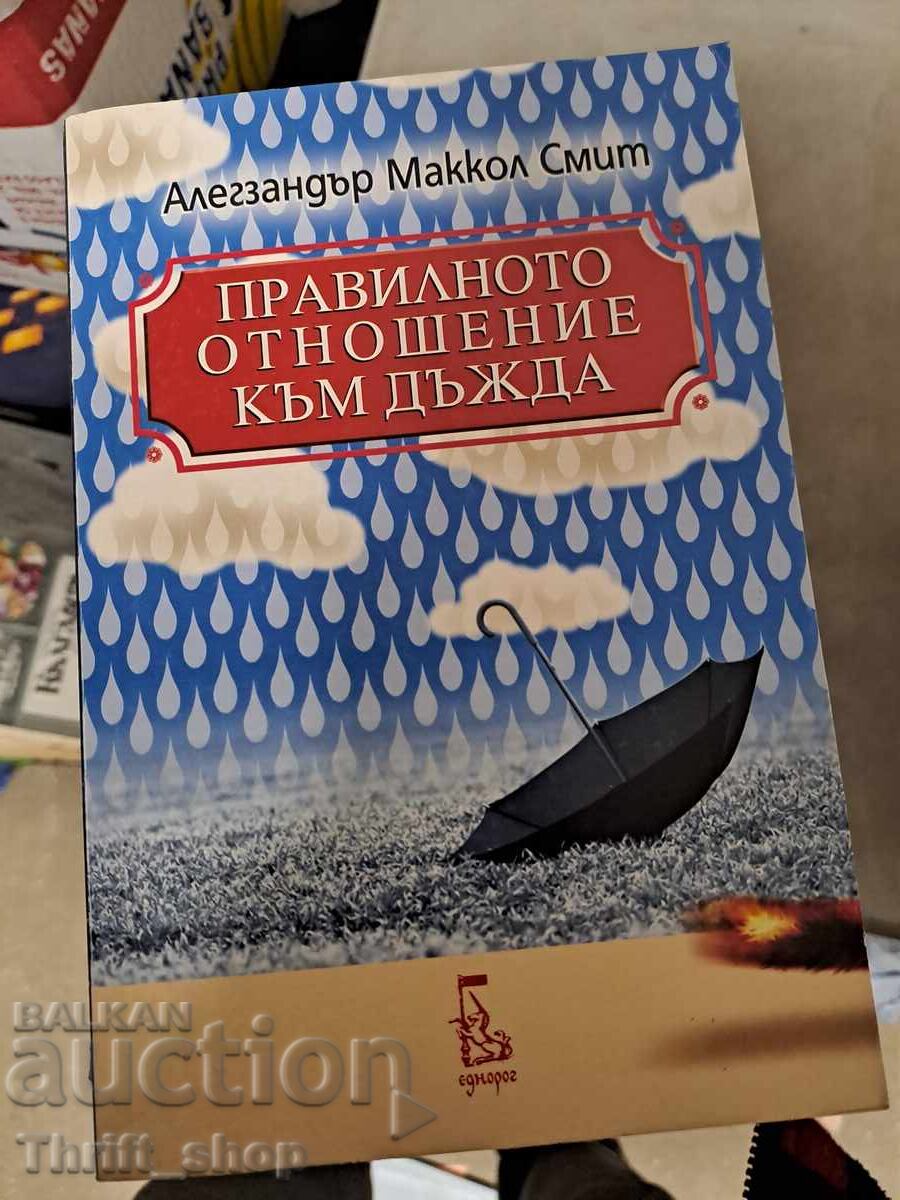 Алегзандър Маккол Смит
ПРАВИЛНОТО
ОТНОШЕНИЕ
КЪМ ДЪЖДА
Еднорог
BALKAN
auction
Thrift_shop